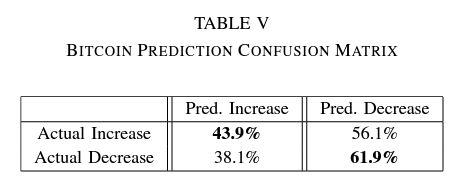 TABLE V
BITCOIN PREDICTION CONFUSION MATRIX
Pred. Increase Pred. Decrease
Actual Increase 43.9% 56.1%
Actual Decrease 38.1% 61.9%